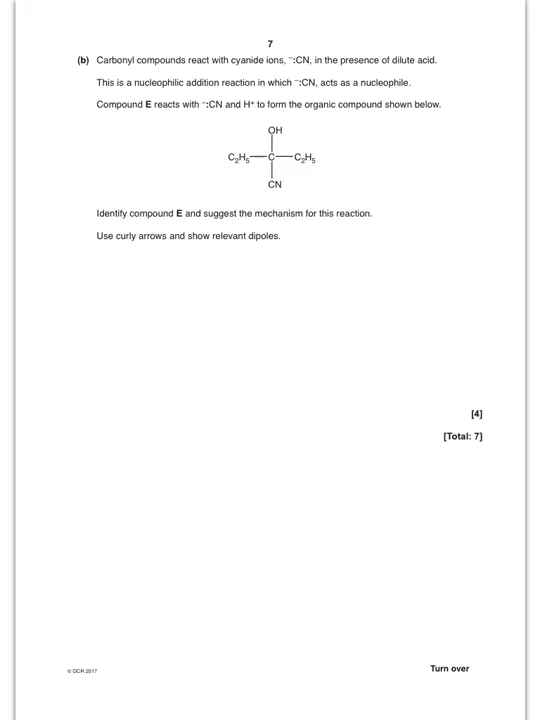 7
(b) Carbonyl compounds react with cyanide ions, ⁻:CN, in the presence of dilute acid.
This is a nucleophilic addition reaction in which ⁻:CN, acts as a nucleophile.
Compound E reacts with ⁻:CN and H⁺ to form the organic compound shown below.
OH
C₂H₅ C C₂H₅
CN
Identify compound E and suggest the mechanism for this reaction.
Use curly arrows and show relevant dipoles.
[4]
[Total: 7]
© OCR 2017
Turn over